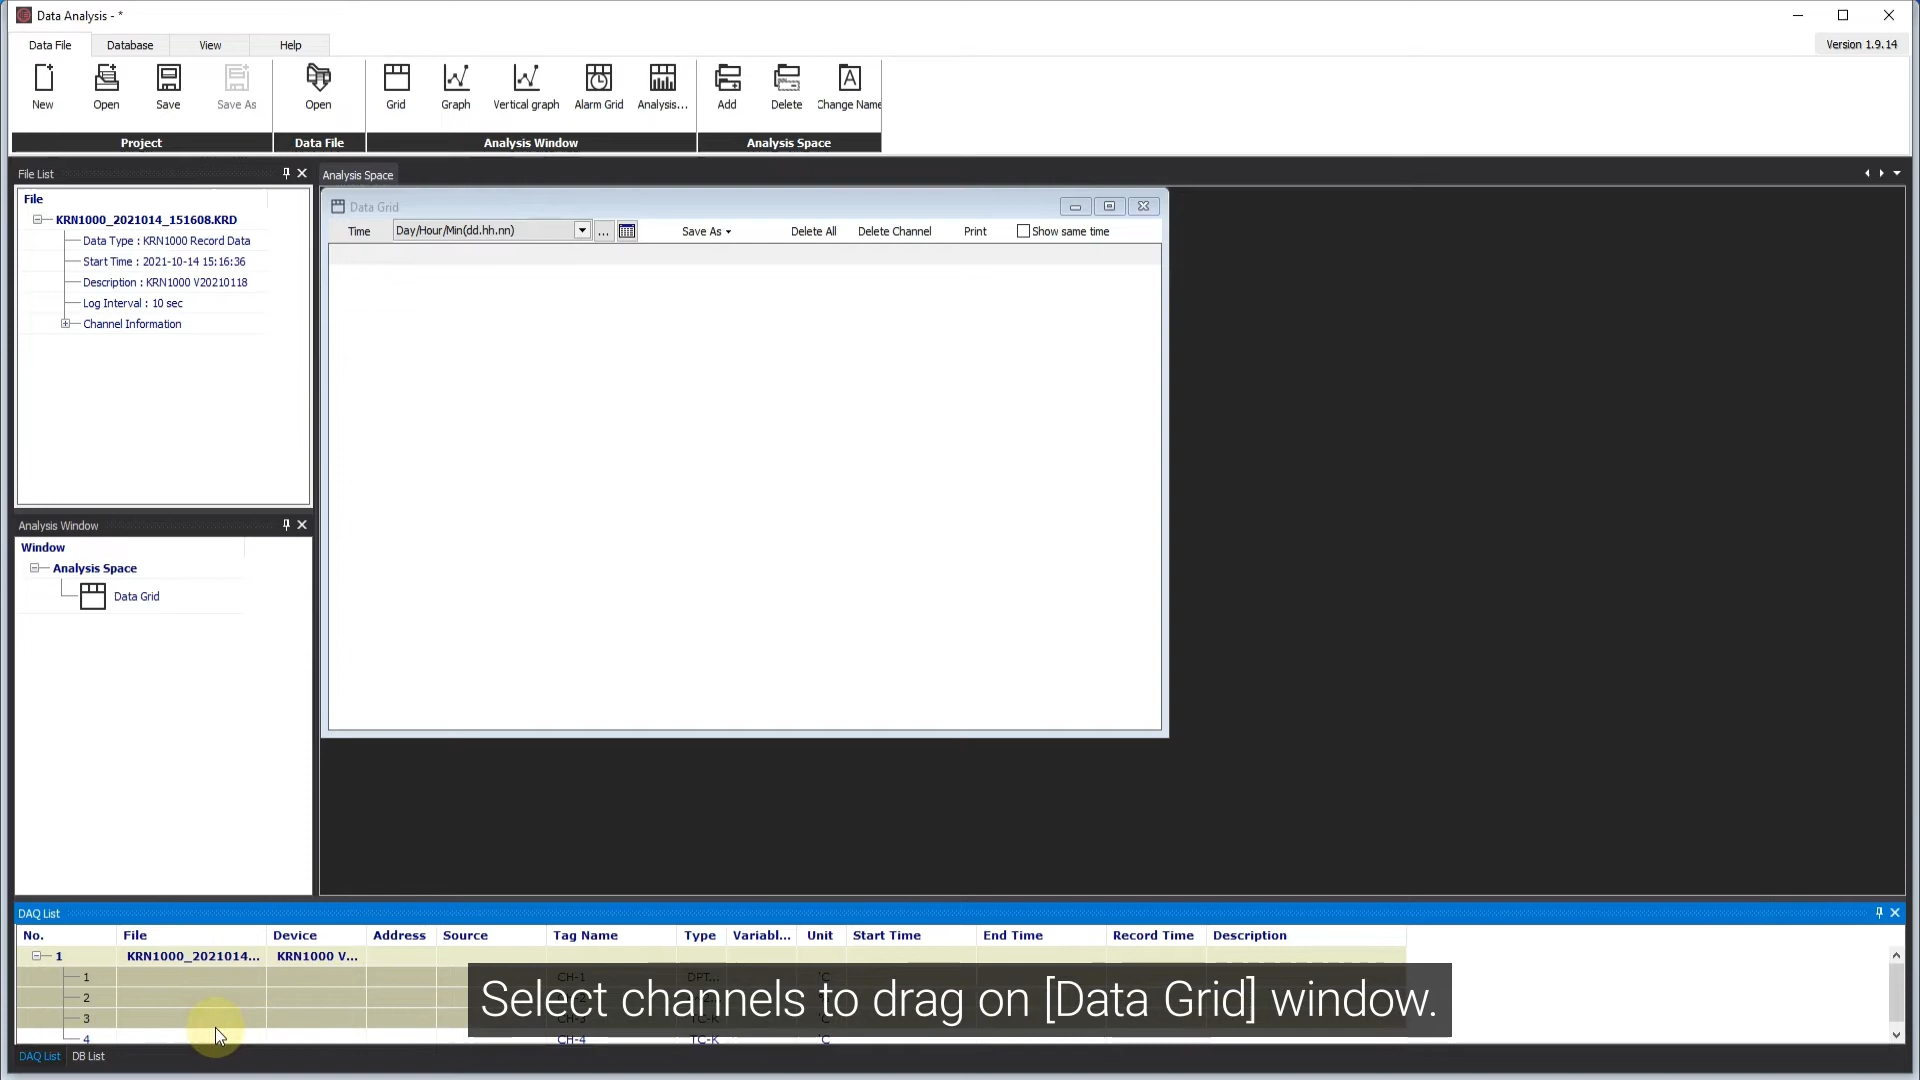 Data Analysis - *
Data File Database View Help Version 1.9.14
New Open Save Save As Open Grid Graph Vertical graph Alarm Grid Analysis... Add Delete Change Name
Project Data File Analysis Window Analysis Space
File List
File
KRN1000_2021014_151608.KRD
Data Type : KRN1000 Record Data
Start Time : 2021-10-14 15:16:36
Description : KRN1000 V20210118
Log Interval : 10 sec
Channel Information
Analysis Space
Data Grid
Time Day/Hour/Min(dd.hh.nn) ... Save As Delete All Delete Channel Print Show same time
Analysis Window
Window
Analysis Space
Data Grid
DAQ List
No. File Device Address Source Tag Name Type Variabl... Unit Start Time End Time Record Time Description
1 KRN1000_2021014... KRN1000 V...
1 CH-1 DPT... °C
2
3
4 CH-4 TC-K °C
Select channels to drag on [Data Grid] window.
DAQ List DB List